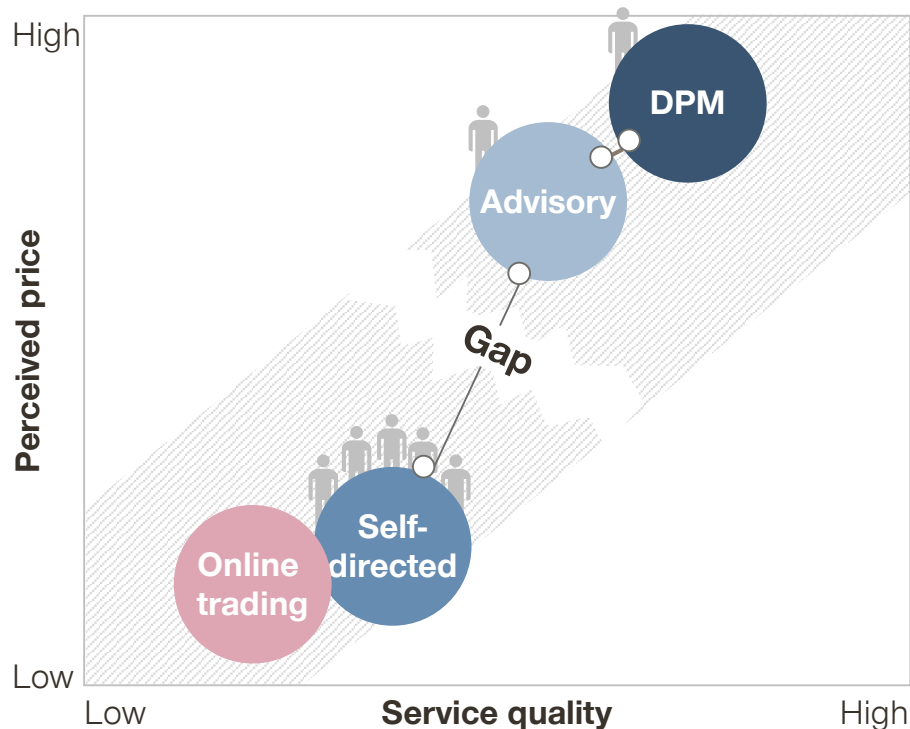 High
DPM
Advisory
Gap
Perceived price
Self-
directed
Online
trading
Low
Low
Service quality
High